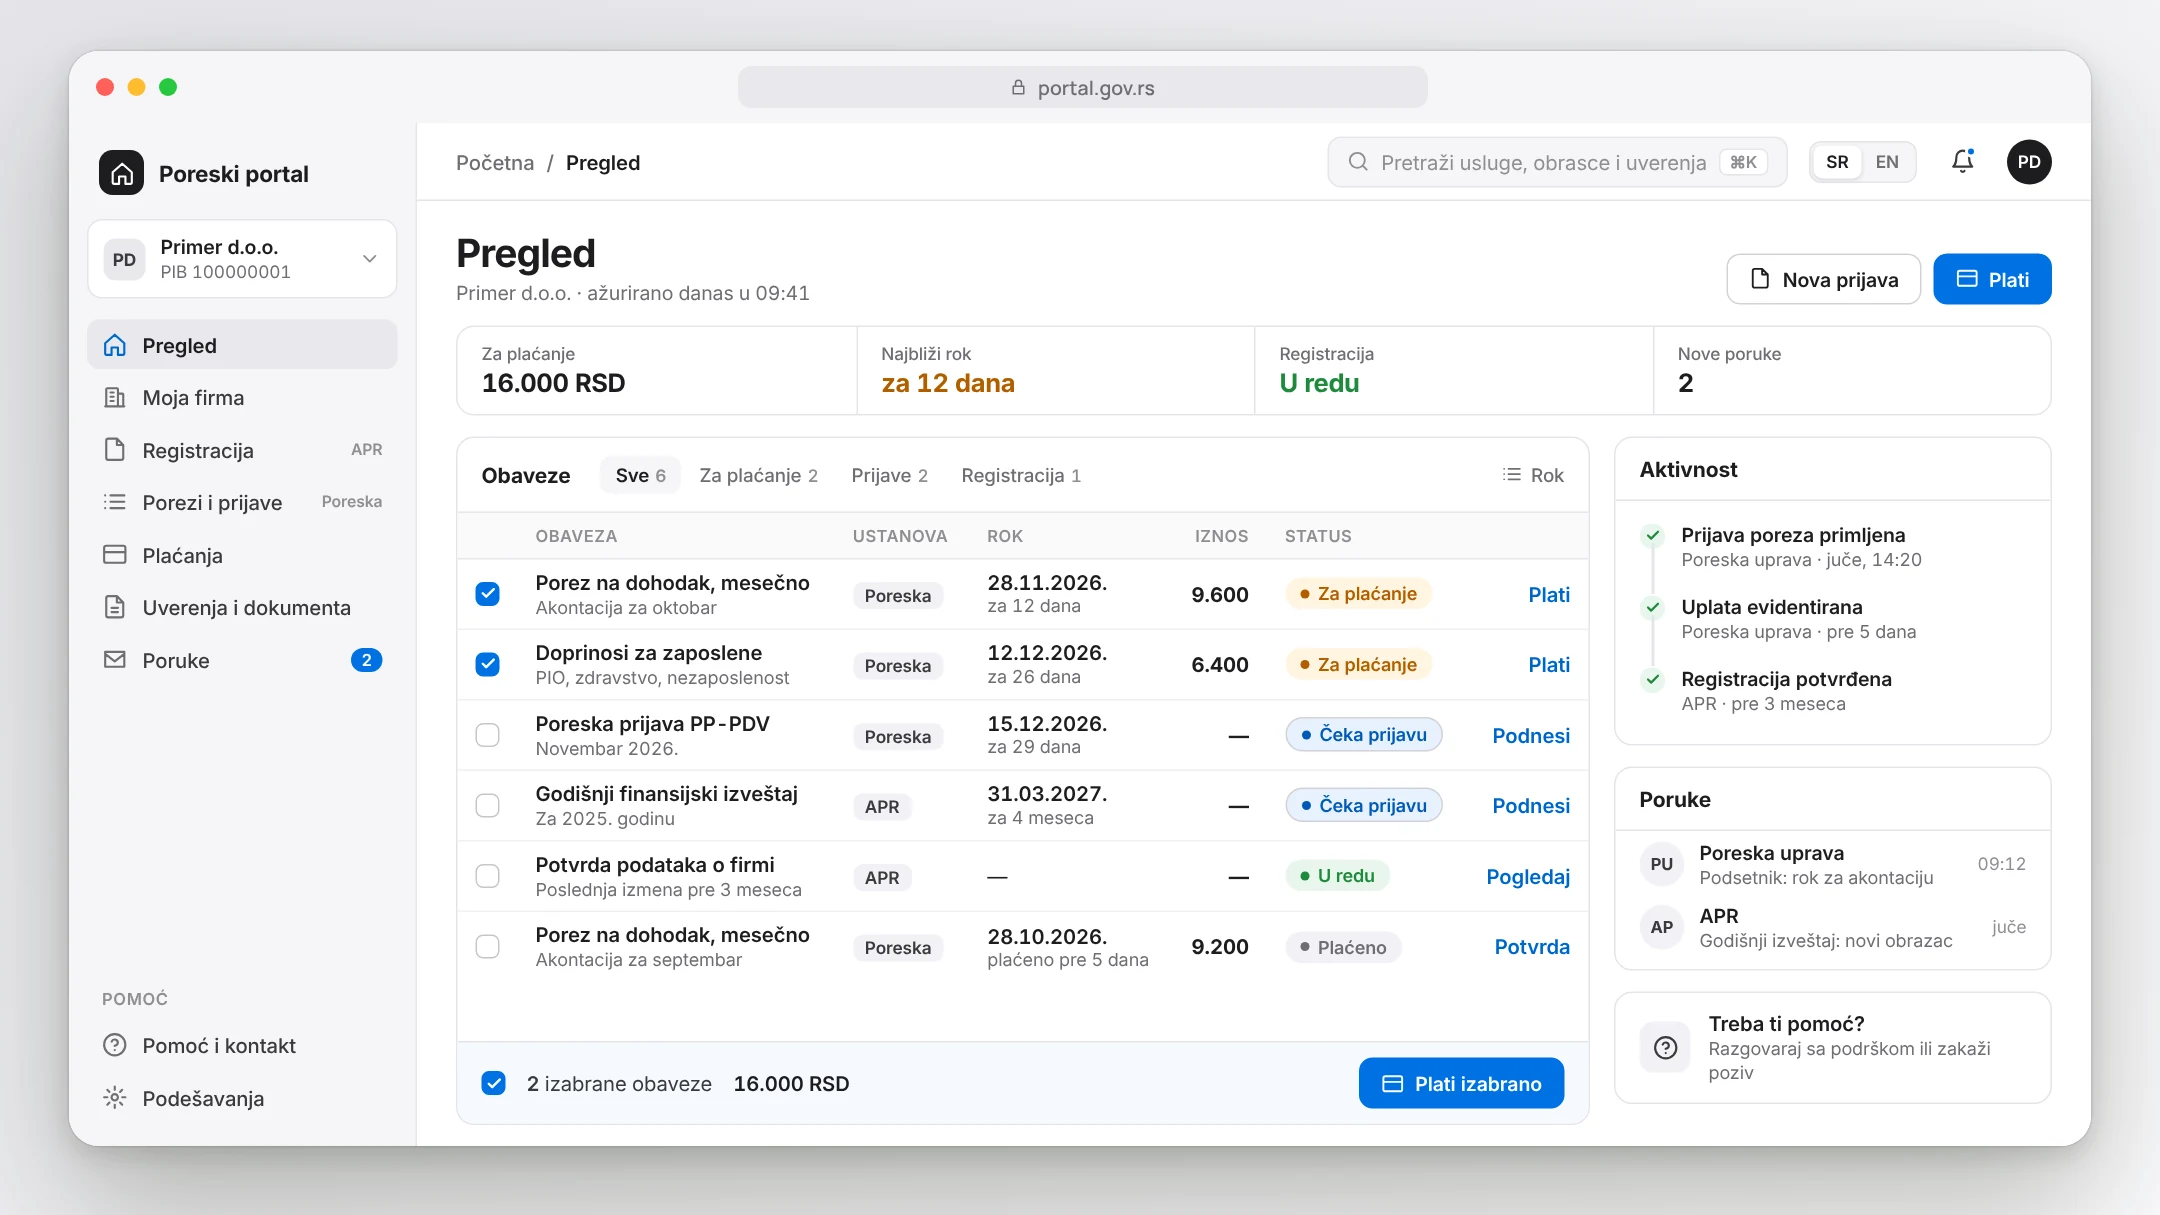 portal.gov.rs
Poreski portal
PD
Primer d.o.o.
PIB 100000001
Pregled
Moja firma
Registracija APR
Porezi i prijave Poreska
Plaćanja
Uverenja i dokumenta
Poruke 2
POMOĆ
Pomoć i kontakt
Podešavanja
Početna / Pregled
Pretraži usluge, obrasce i uverenja ⌘K
SR EN
PD
Pregled
Primer d.o.o. · ažurirano danas u 09:41
Nova prijava
Plati
Za plaćanje
16.000 RSD
Najbliži rok
za 12 dana
Registracija
U redu
Nove poruke
2
Obaveze Sve 6 Za plaćanje 2 Prijave 2 Registracija 1 Rok
OBAVEZA USTANOVA ROK IZNOS STATUS
Porez na dohodak, mesečno
Akontacija za oktobar
Poreska
28.11.2026.
za 12 dana
9.600
Za plaćanje
Plati
Doprinosi za zaposlene
PIO, zdravstvo, nezaposlenost
Poreska
12.12.2026.
za 26 dana
6.400
Za plaćanje
Plati
Poreska prijava PP-PDV
Novembar 2026.
Poreska
15.12.2026.
za 29 dana
—
Čeka prijavu
Podnesi
Godišnji finansijski izveštaj
Za 2025. godinu
APR
31.03.2027.
za 4 meseca
—
Čeka prijavu
Podnesi
Potvrda podataka o firmi
Poslednja izmena pre 3 meseca
APR
—
—
U redu
Pogledaj
Porez na dohodak, mesečno
Akontacija za septembar
Poreska
28.10.2026.
plaćeno pre 5 dana
9.200
Plaćeno
Potvrda
2 izabrane obaveze 16.000 RSD
Plati izabrano
Aktivnost
Prijava poreza primljena
Poreska uprava · juče, 14:20
Uplata evidentirana
Poreska uprava · pre 5 dana
Registracija potvrđena
APR · pre 3 meseca
Poruke
PU
Poreska uprava
Podsetnik: rok za akontaciju
09:12
AP
APR
Godišnji izveštaj: novi obrazac
juče
Treba ti pomoć?
Razgovaraj sa podrškom ili zakaži
poziv